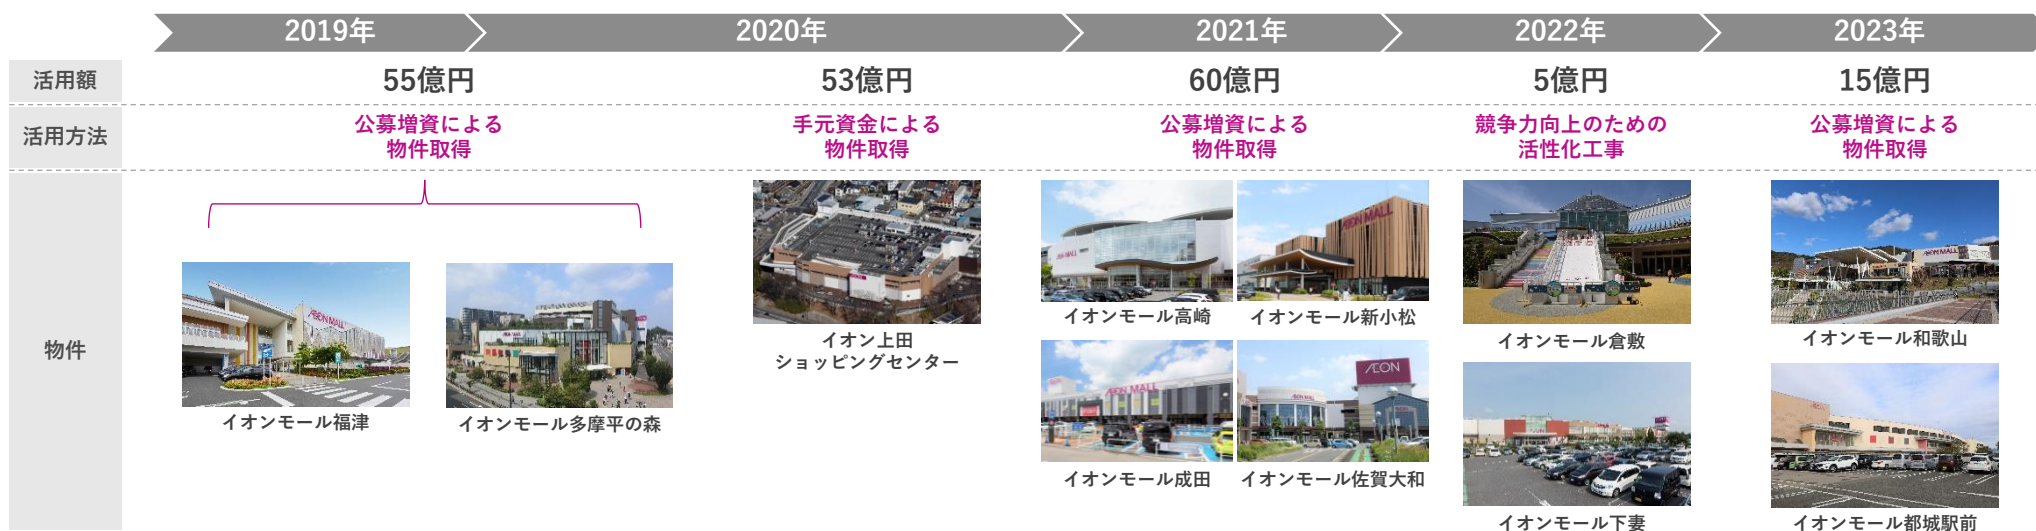 2019年
2020年
2021年
2022年
2023年
活用額
55億円
53億円
60億円
5億円
15億円
活用方法
公募増資による
物件取得
手元資金による
物件取得
公募増資による
物件取得
競争力向上のための
活性化工事
公募増資による
物件取得
物件
ÆON MALL
イオンモール福津
イオンモール多摩平の森
イオン上田
ショッピングセンター
ÆON MALL
イオンモール高崎
ÆON MALL
イオンモール新小松
ÆON MALL
イオンモール成田
ÆON
イオンモール佐賀大和
イオンモール倉敷
イオンモール下妻
ÆON MALL
イオンモール和歌山
イオンモール都城駅前